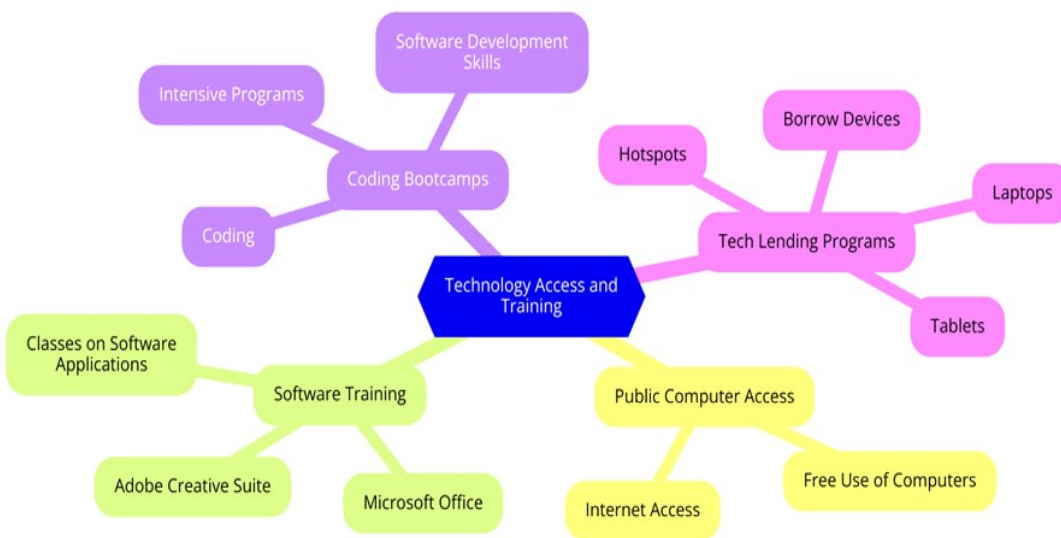 Software Development
Skills
Intensive Programs
Coding Bootcamps
Coding
Borrow Devices
Hotspots
Laptops
Tech Lending Programs
Tablets
Technology Access and
Training
Classes on Software
Applications
Software Training
Adobe Creative Suite
Microsoft Office
Public Computer Access
Free Use of Computers
Internet Access